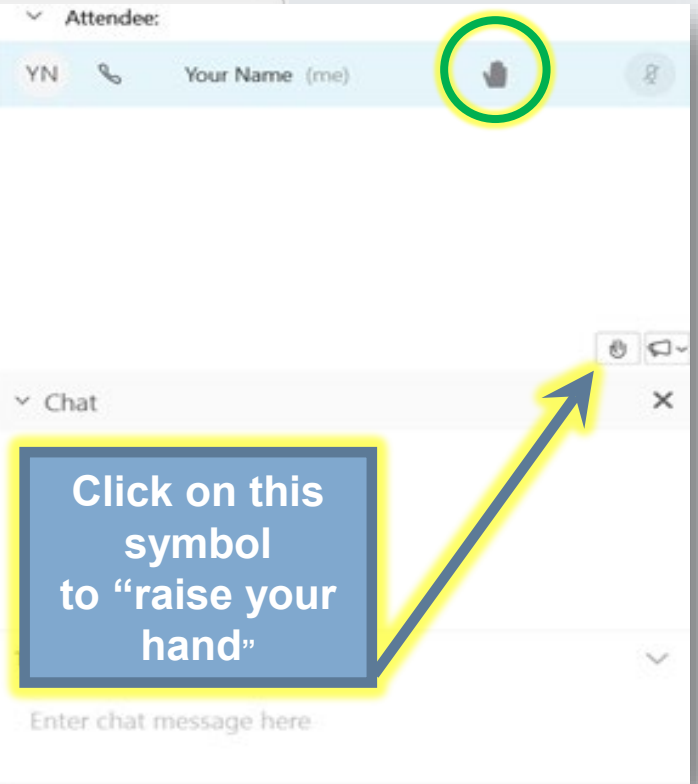 Attendee:
YN Your Name (me)
Chat
Click on this
symbol
to “raise your
hand”
Enter chat message here